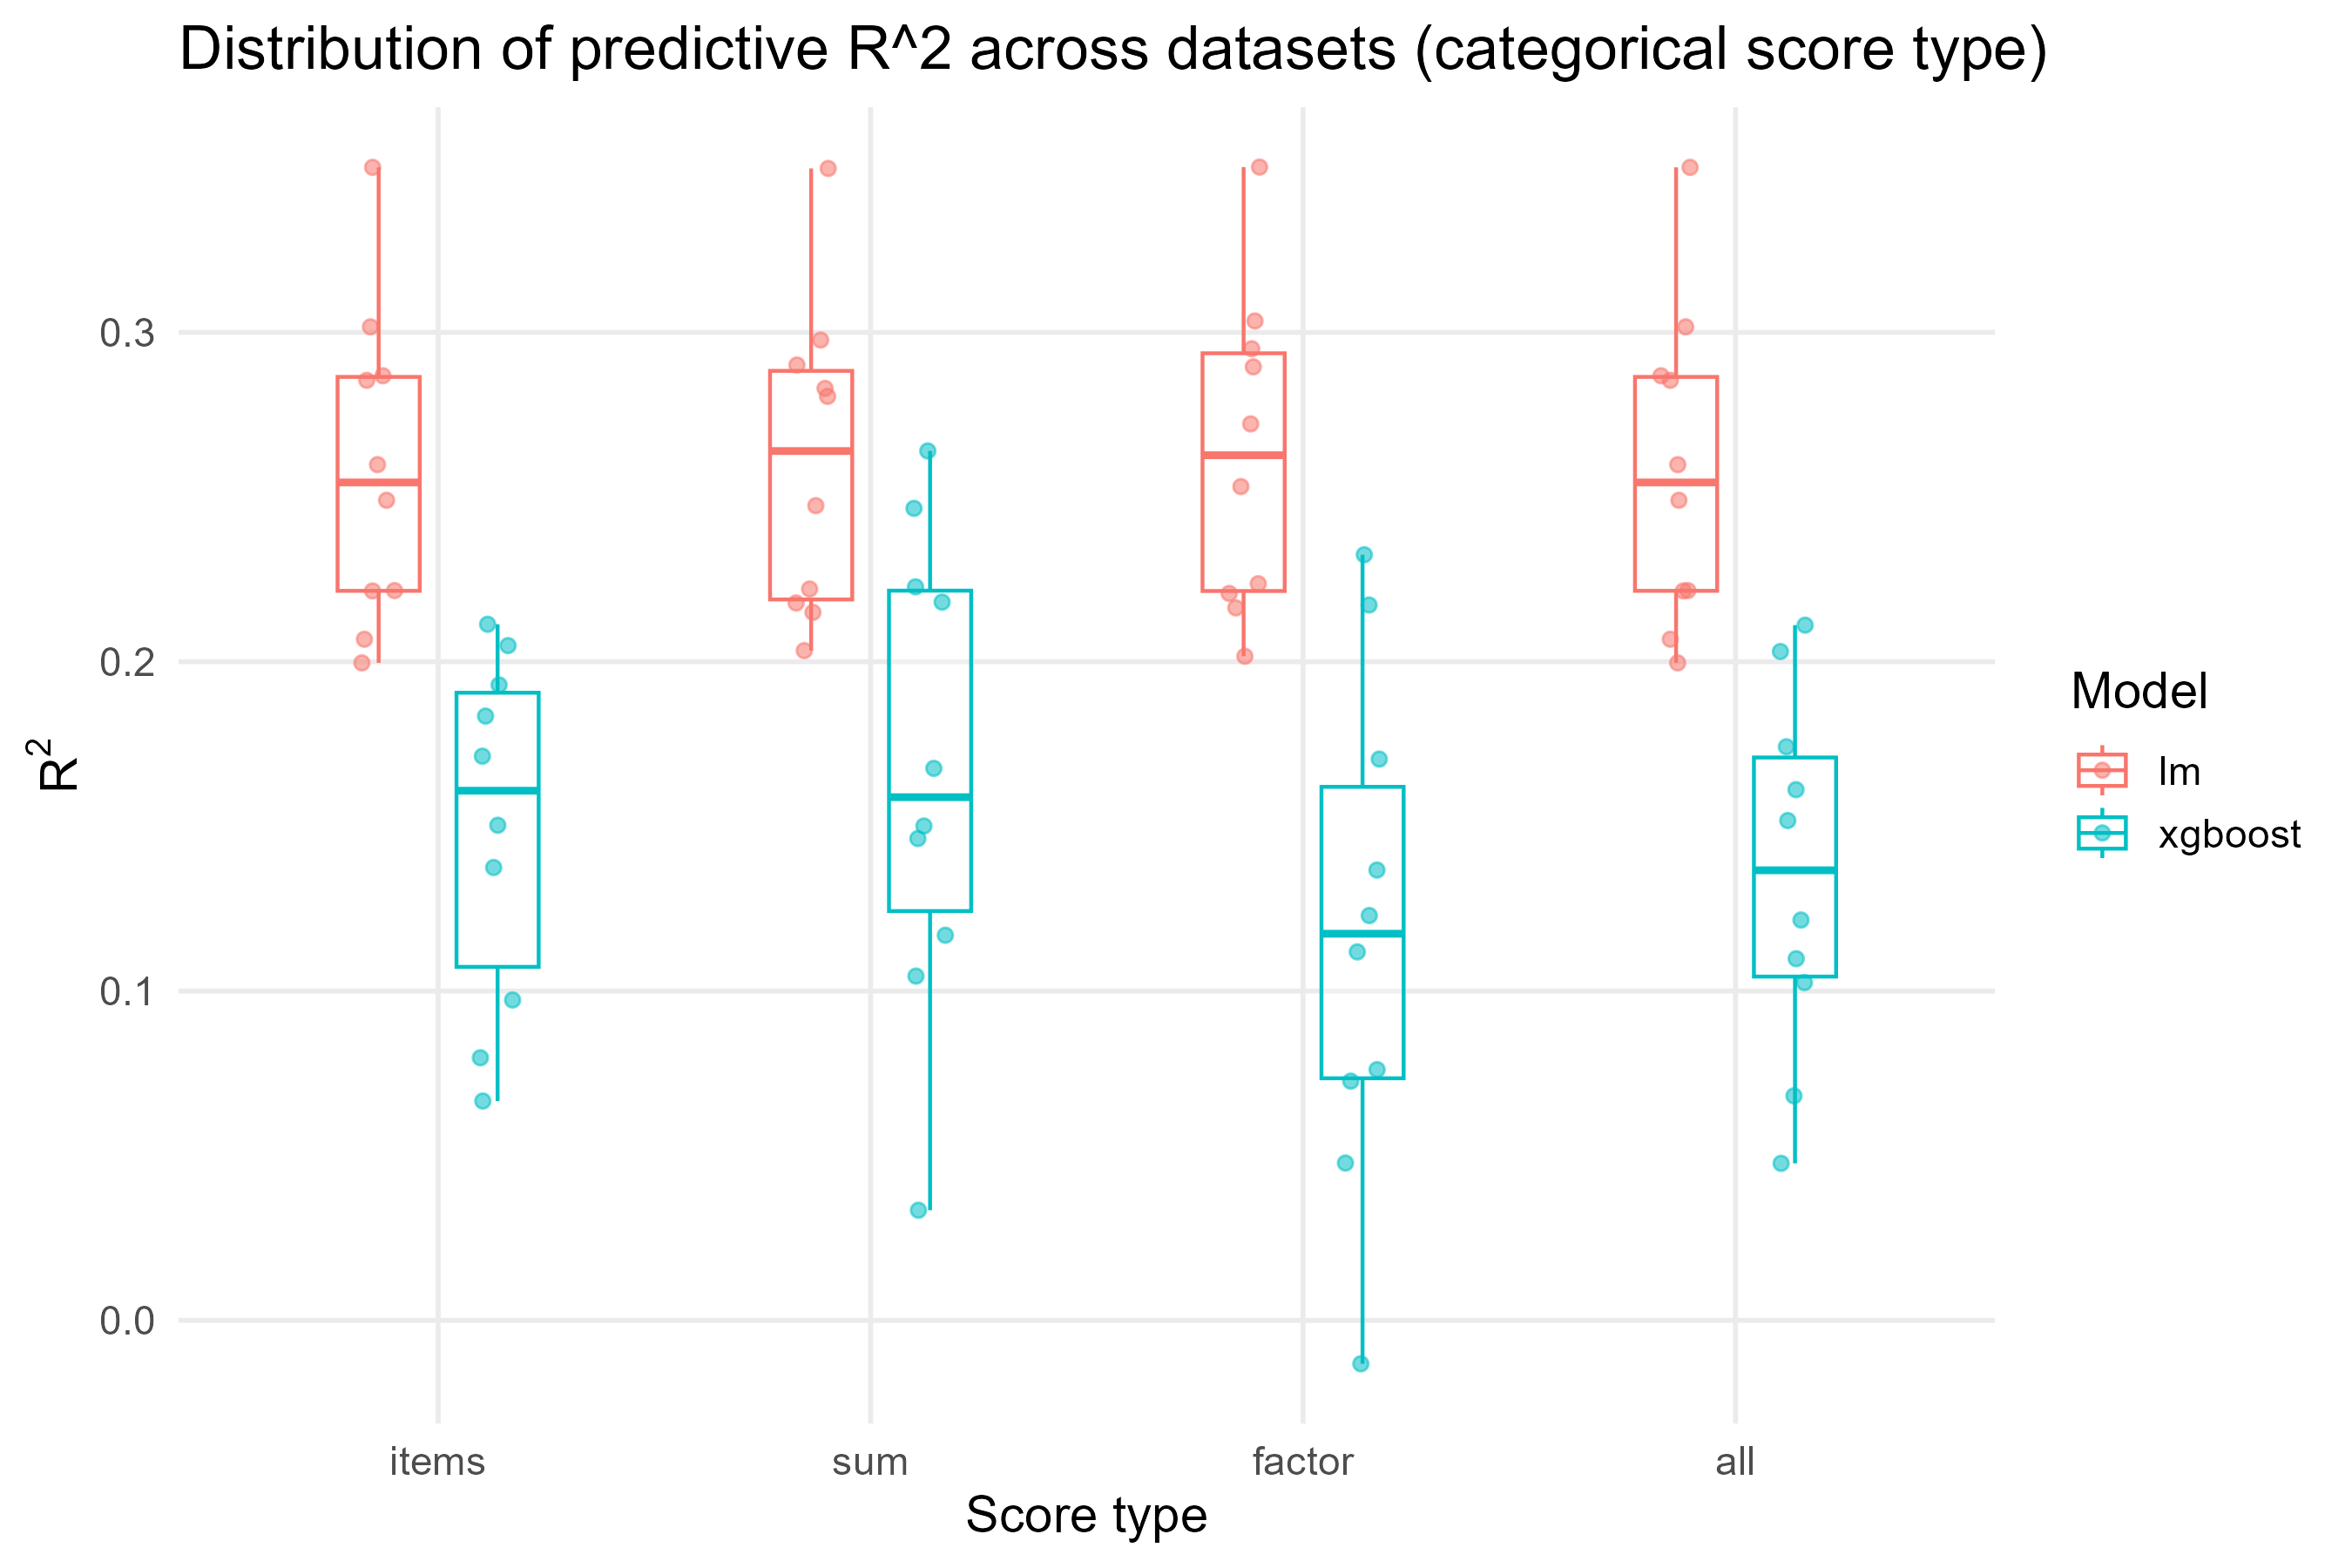 Distribution of predictive R^2 across datasets (categorical score type)
R²
0.3
0.2
0.1
0.0
items
sum
factor
all
Score type
Model
lm
xgboost